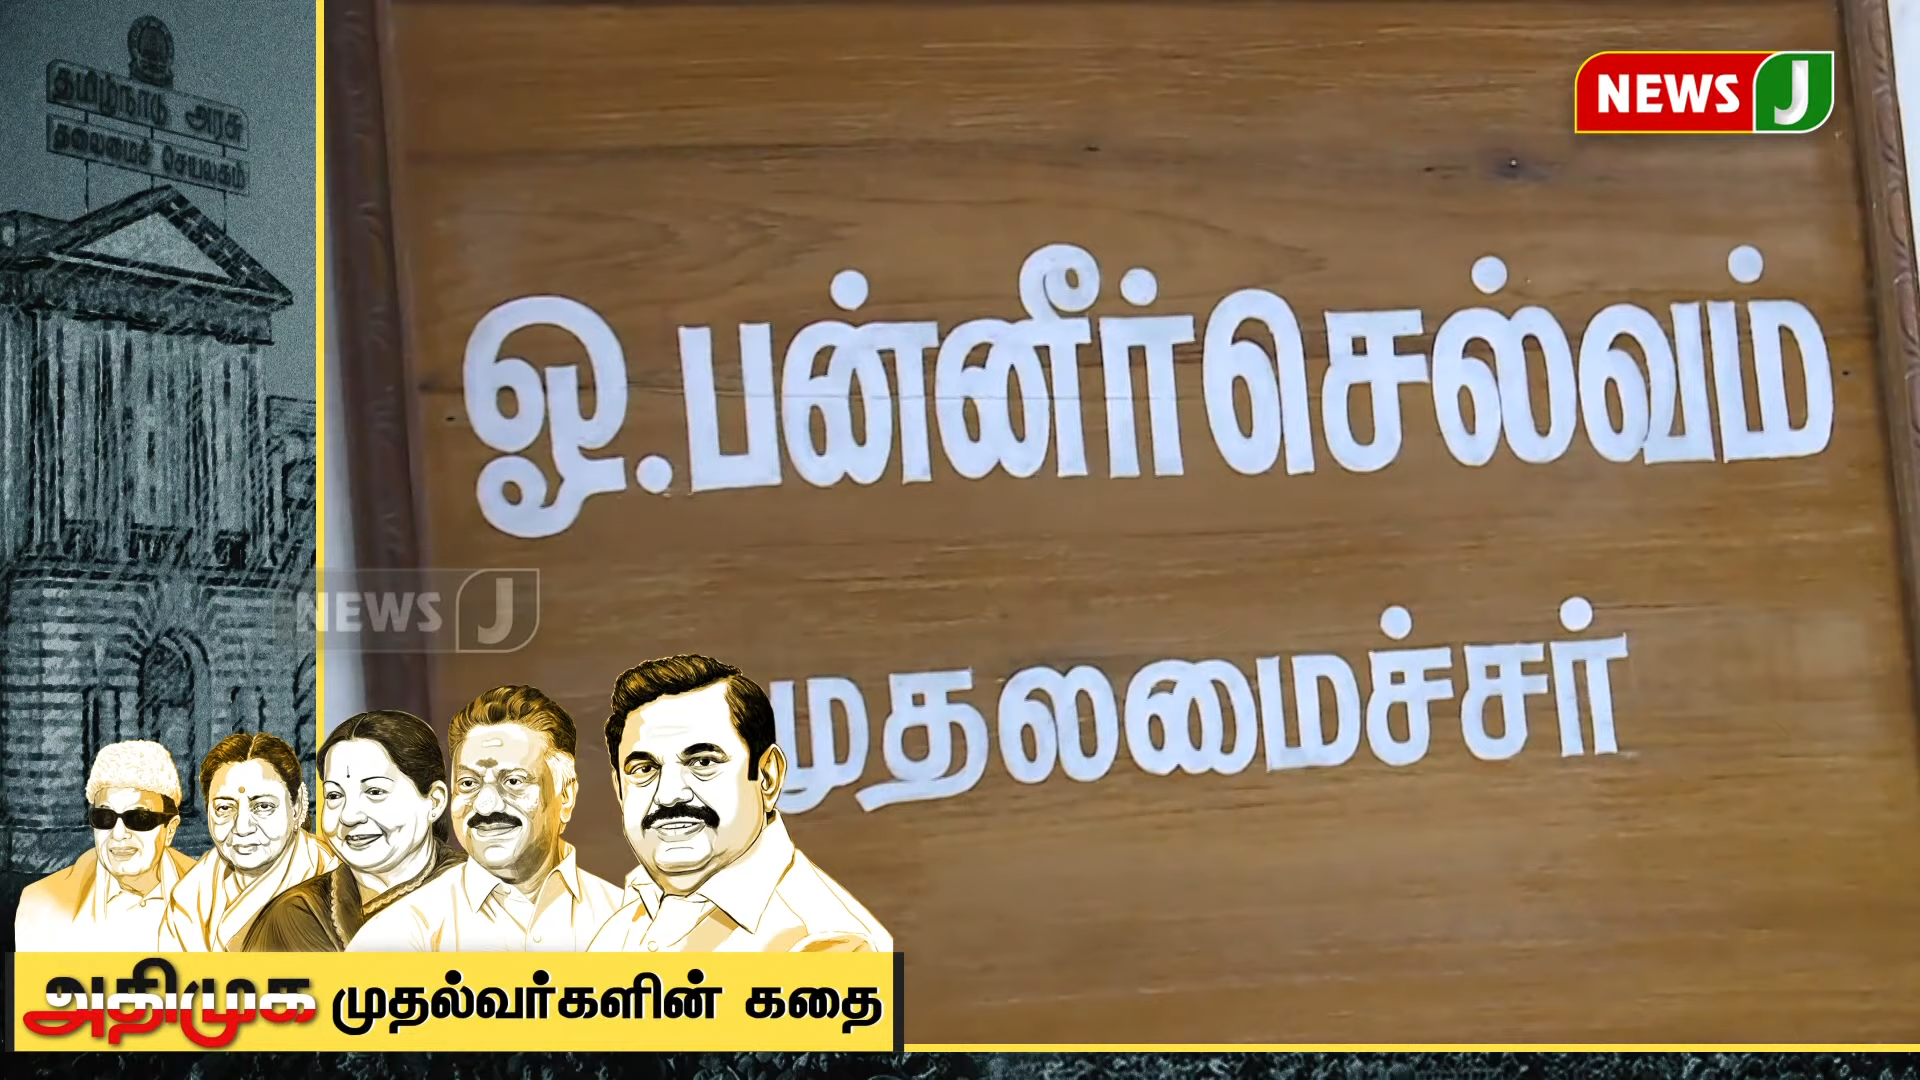 தமிழ்நாடு அரசு
தலைமைச் செயலகம்
NEWS J
ஓ.பன்னீர்செல்வம்
முதலமைச்சர்
NEWS J
அதிமுக முதல்வர்களின் கதை